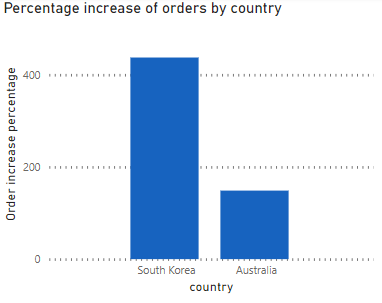 Percentage increase of orders by country
Order increase percentage
400
200
0
South Korea
Australia
country